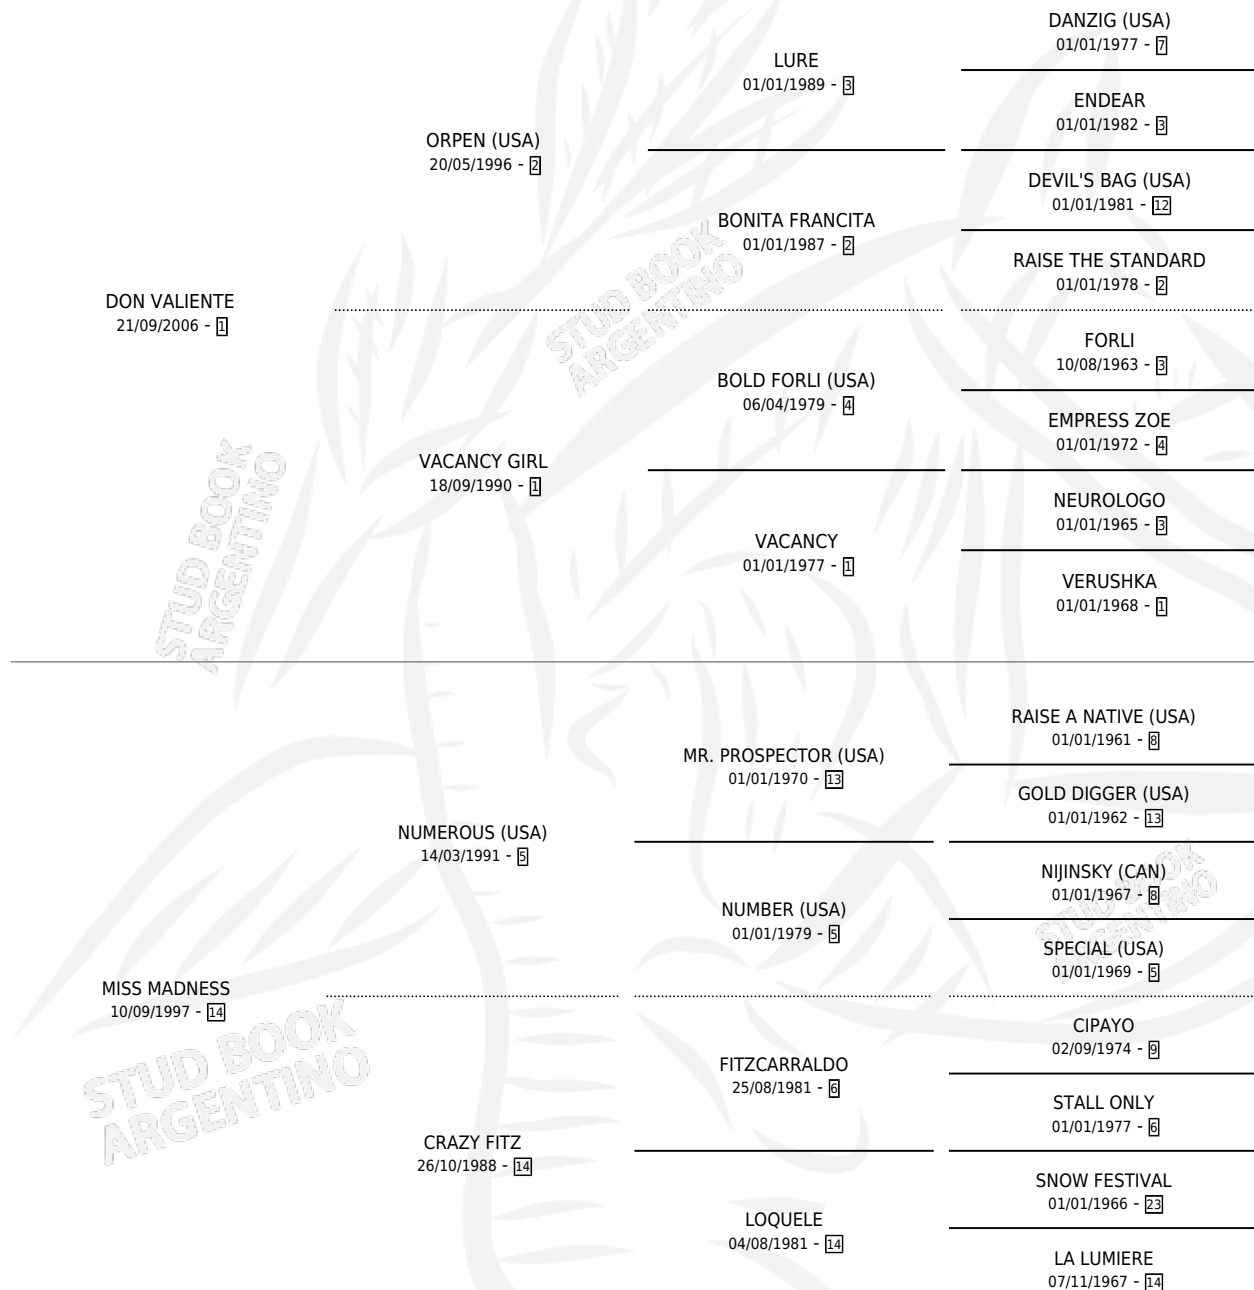 DANZIG (USA)
01/01/1977 - 7
LURE
01/01/1989 - 3
ENDEAR
01/01/1982 - 3
ORPEN (USA)
20/05/1996 - 2
DEVIL'S BAG (USA)
01/01/1981 - 12
BONITA FRANCITA
01/01/1987 - 2
RAISE THE STANDARD
01/01/1978 - 2
DON VALIENTE
21/09/2006 - 1
FORLI
10/08/1963 - 3
BOLD FORLI (USA)
06/04/1979 - 4
EMPRESS ZOE
01/01/1972 - 4
VACANCY GIRL
18/09/1990 - 1
NEUROLOGO
01/01/1965 - 3
VACANCY
01/01/1977 - 1
VERUSHKA
01/01/1968 - 1
RAISE A NATIVE (USA)
01/01/1961 - 8
MR. PROSPECTOR (USA)
01/01/1970 - 13
GOLD DIGGER (USA)
01/01/1962 - 13
NUMEROUS (USA)
14/03/1991 - 5
NIJINSKY (CAN)
01/01/1967 - 8
NUMBER (USA)
01/01/1979 - 5
SPECIAL (USA)
01/01/1969 - 5
MISS MADNESS
10/09/1997 - 14
CIPAYO
02/09/1974 - 9
FITZCARRALDO
25/08/1981 - 6
STALL ONLY
01/01/1977 - 6
CRAZY FITZ
26/10/1988 - 14
SNOW FESTIVAL
01/01/1966 - 23
LOQUELE
04/08/1981 - 14
LA LUMIERE
07/11/1967 - 14
STUD BOOK
ARGENTINO
STUD BOOK
ARGENTINO
STUD BOOK
ARGENTINO
STUD BOOK
ARGENTINO